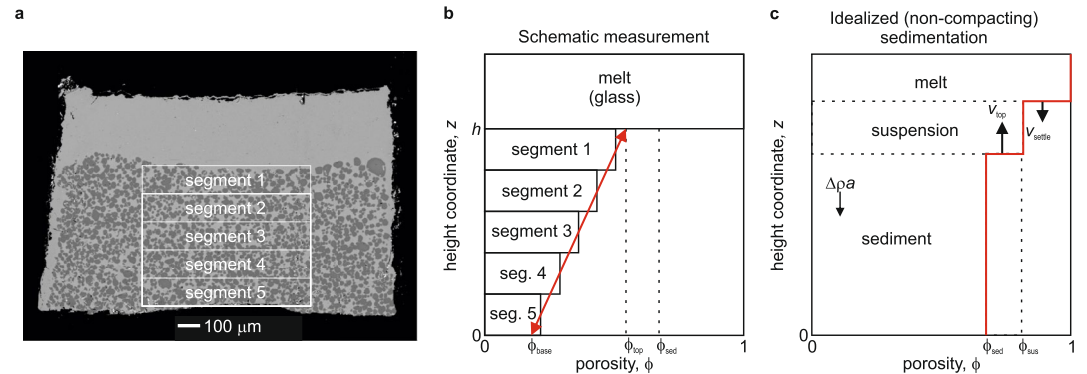 a
segment 1
segment 2
segment 3
segment 4
segment 5
100 μm
b
Schematic measurement
melt
(glass)
h
segment 1
segment 2
segment 3
seg. 4
seg. 5
0
height coordinate, z
0
ϕbase
ϕtop
ϕsed
1
porosity, ϕ
c
Idealized (non-compacting)
sedimentation
melt
suspension
vtop
vsettle
Δρa
sediment
0
height coordinate, z
0
ϕsed
ϕsus
1
porosity, ϕ